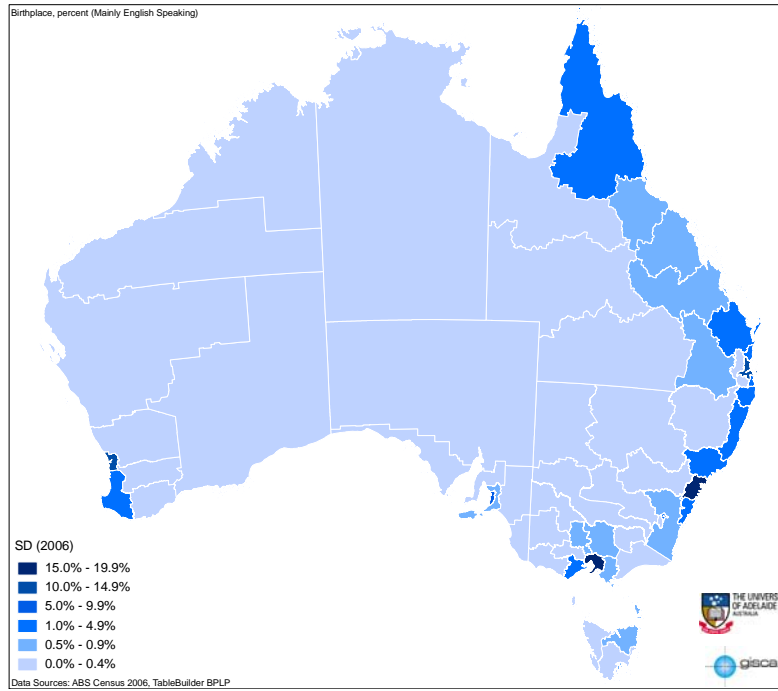 Birthplace, percent (Mainly English Speaking)
SD (2006)
15.0% - 19.9%
10.0% - 14.9%
5.0% - 9.9%
1.0% - 4.9%
0.5% - 0.9%
0.0% - 0.4%
THE UNIVERS
OF ADELAIDE
AUSTRALIA
gisca
Data Sources: ABS Census 2006, TableBuilder BPLP